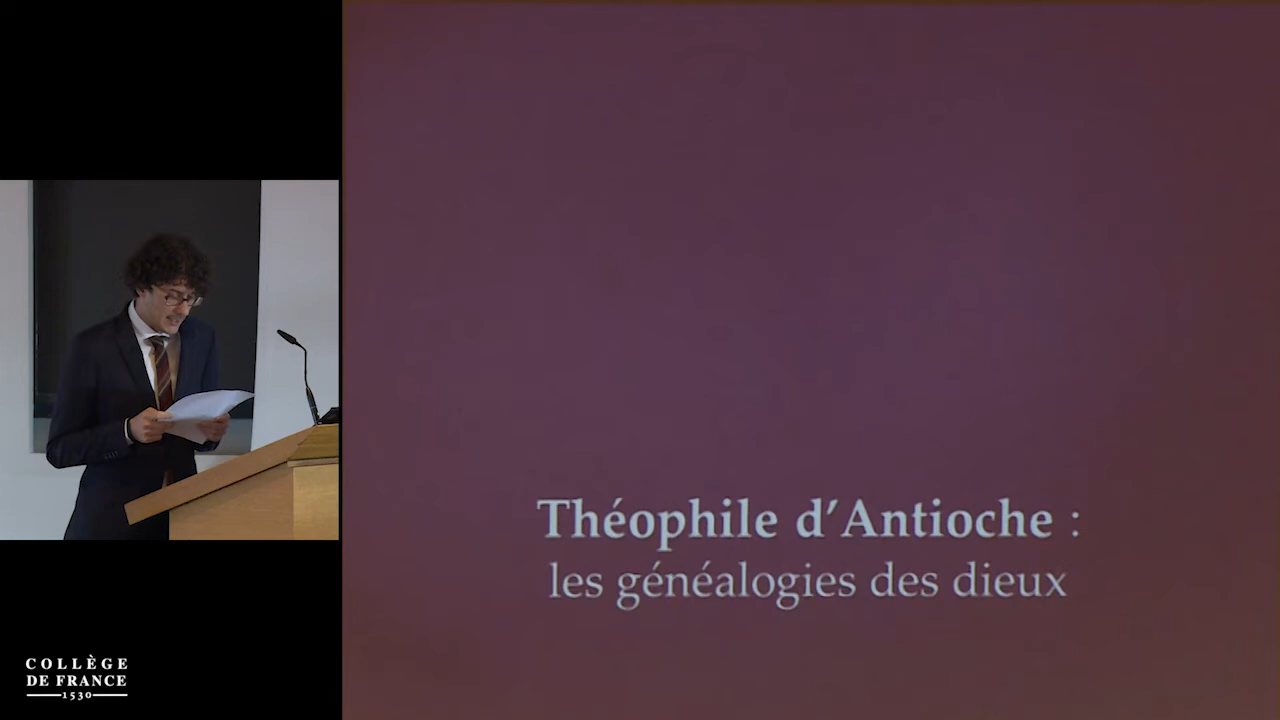 Théophile d’Antioche :
les généalogies des dieux
COLLÈGE
DE FRANCE
1530